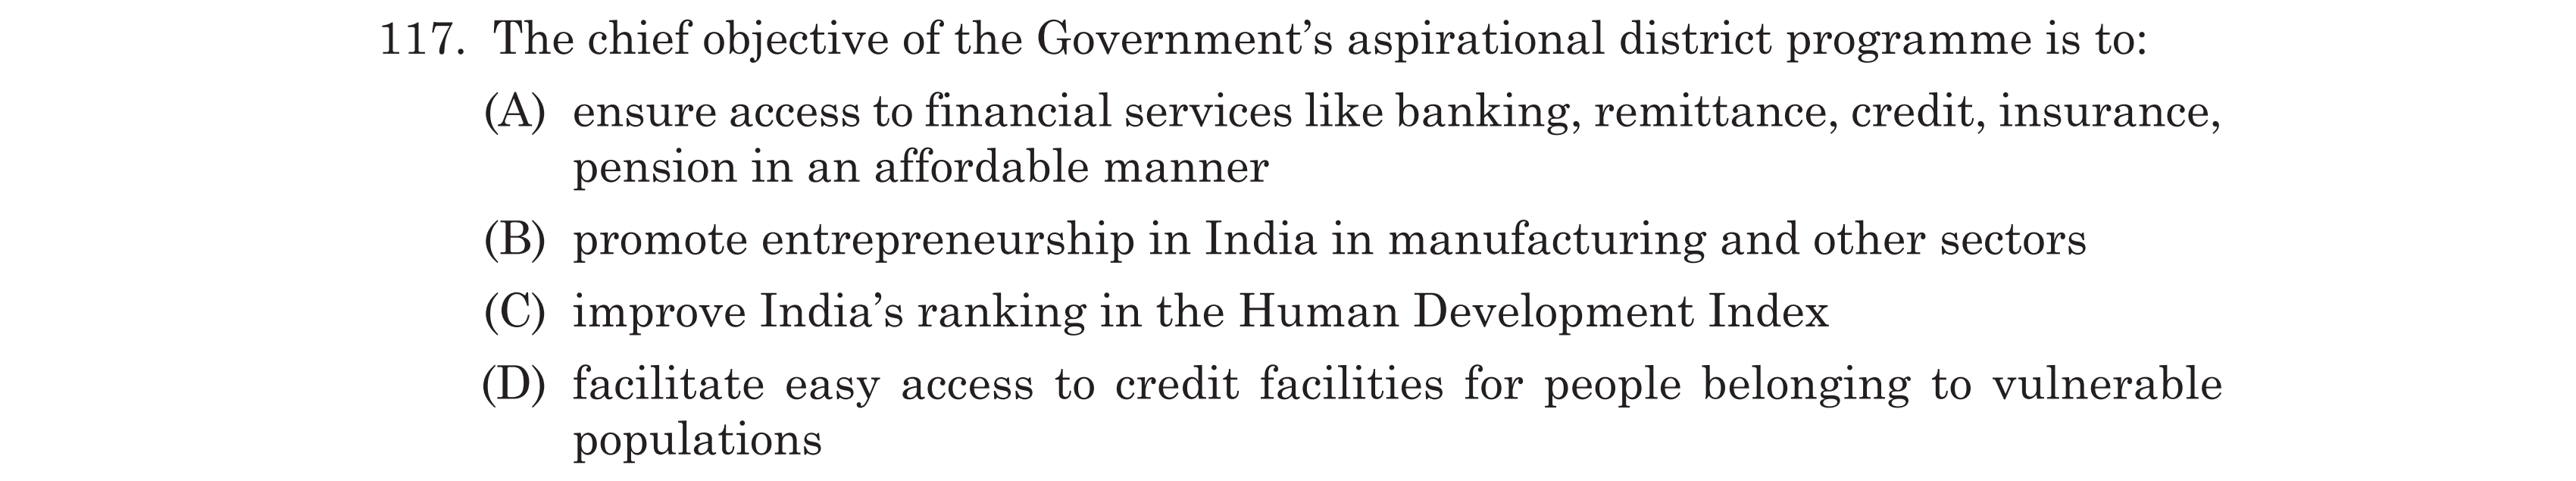 117. The chief objective of the Government’s aspirational district programme is to:
(A) ensure access to financial services like banking, remittance, credit, insurance,
pension in an affordable manner
(B) promote entrepreneurship in India in manufacturing and other sectors
(C) improve India’s ranking in the Human Development Index
(D) facilitate easy access to credit facilities for people belonging to vulnerable
populations